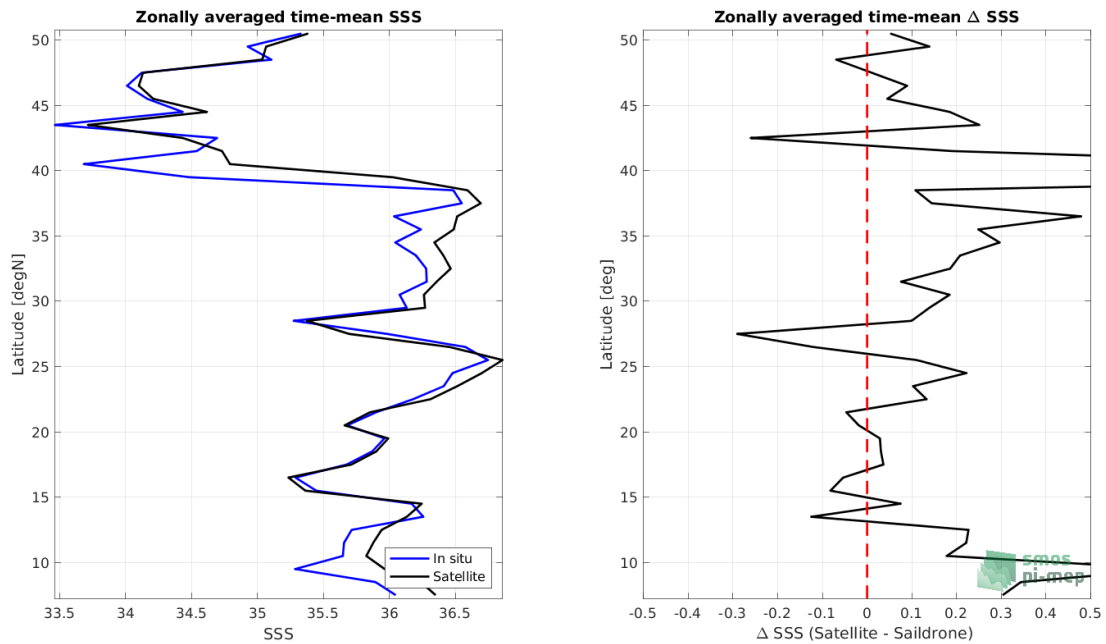 Zonally averaged time-mean SSS
50
45
40
35
30
25
20
15
10
Latitude [degN]
33.5 34 34.5 35 35.5 36 36.5
SSS
In situ
Satellite
Zonally averaged time-mean Δ SSS
50
45
40
35
30
25
20
15
10
Latitude [deg]
-0.5 -0.4 -0.3 -0.2 -0.1 0 0.1 0.2 0.3 0.4 0.5
Δ SSS (Satellite - Saildrone)
smos
pi-mep